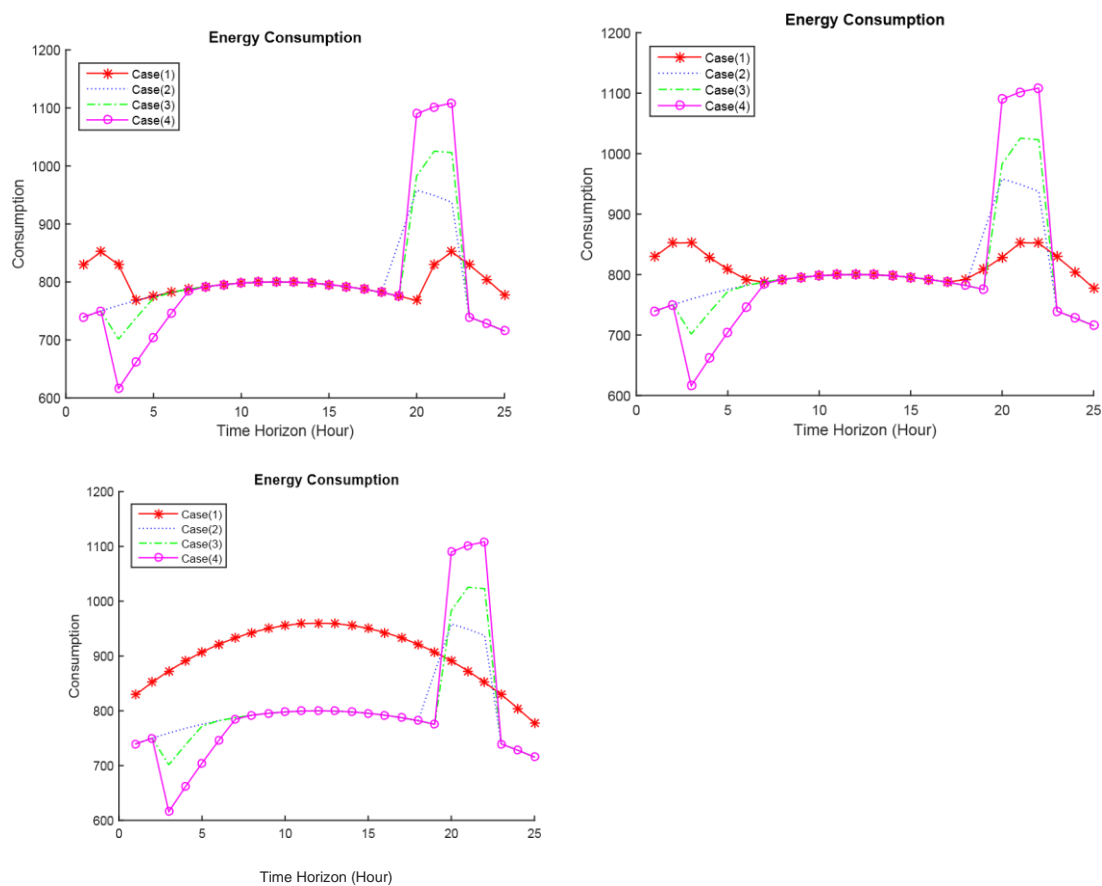 Energy Consumption
1200
1100
1000
900
800
700
600
Consumption
Case(1)
Case(2)
Case(3)
Case(4)
0 5 10 15 20 25
Time Horizon (Hour)
Energy Consumption
1200
1100
1000
900
800
700
600
Consumption
Case(1)
Case(2)
Case(3)
Case(4)
0 5 10 15 20 25
Time Horizon (Hour)
Energy Consumption
1200
1100
1000
900
800
700
600
Consumption
Case(1)
Case(2)
Case(3)
Case(4)
0 5 10 15 20 25
Time Horizon (Hour)